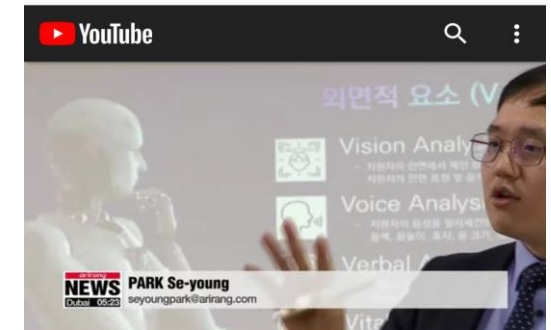 YouTube
외면적 요소 (V
Vision Analy
Voice Analys
Verbal A
Vita
arirang
NEWS
Dubai 05:23
PARK Se-young
seyoungpark@arirang.com